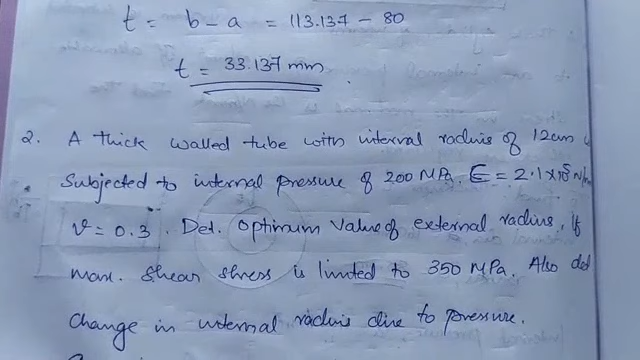 t = b - a = 113.137 - 80
t = 33.137 mm.
2. A thick walled tube with internal radius of 12cm is
Subjected to internal pressure of 200 MPa. E = 2.1×10⁵ N/mm
ν = 0.3. Det. Optimum value of external radius, If
max. shear stress is limited to 350 MPa. Also det
change in internal radius due to pressure.